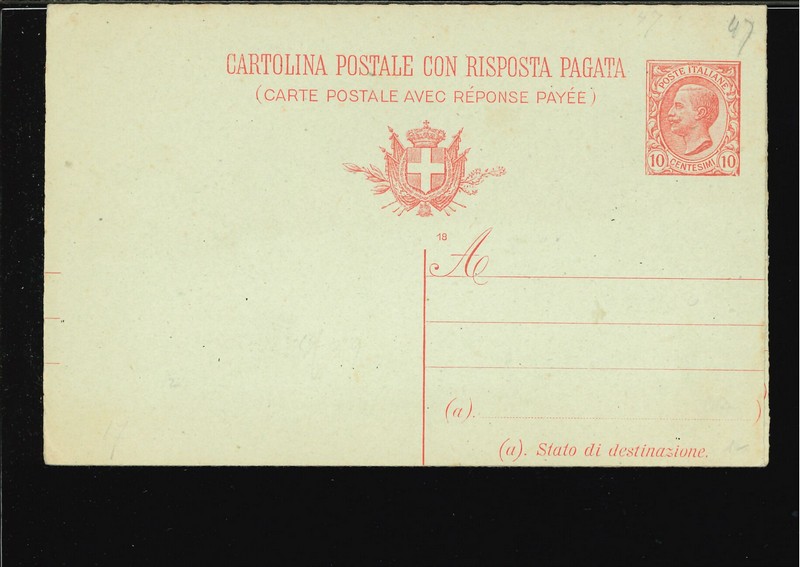 47
CARTOLINA POSTALE CON RISPOSTA PAGATA
(CARTE POSTALE AVEC RÉPONSE PAYÉE)
POSTE ITALIANE
10 CENTESIMI 10
18
A
(a). )
(a). Stato di destinazione.